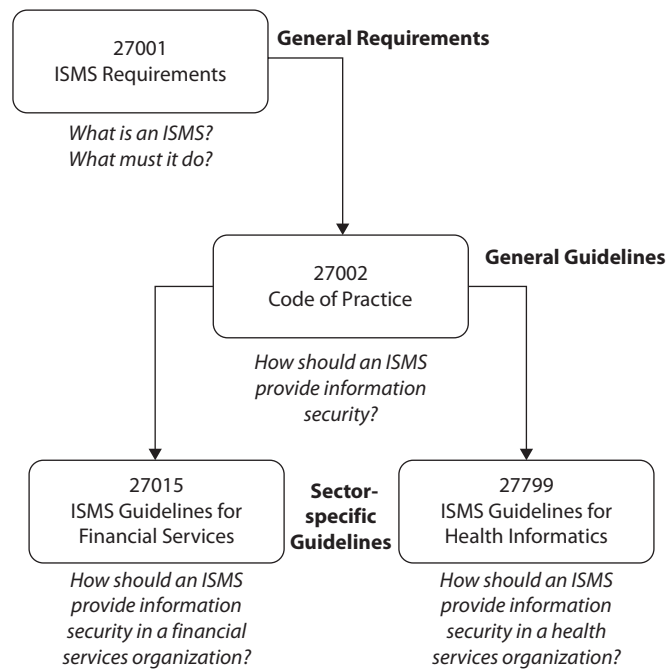 27001
ISMS Requirements
General Requirements
What is an ISMS?
What must it do?
27002
Code of Practice
General Guidelines
How should an ISMS
provide information
security?
27015
ISMS Guidelines for
Financial Services
Sector-
specific
Guidelines
27799
ISMS Guidelines for
Health Informatics
How should an ISMS
provide information
security in a financial
services organization?
How should an ISMS
provide information
security in a health
services organization?